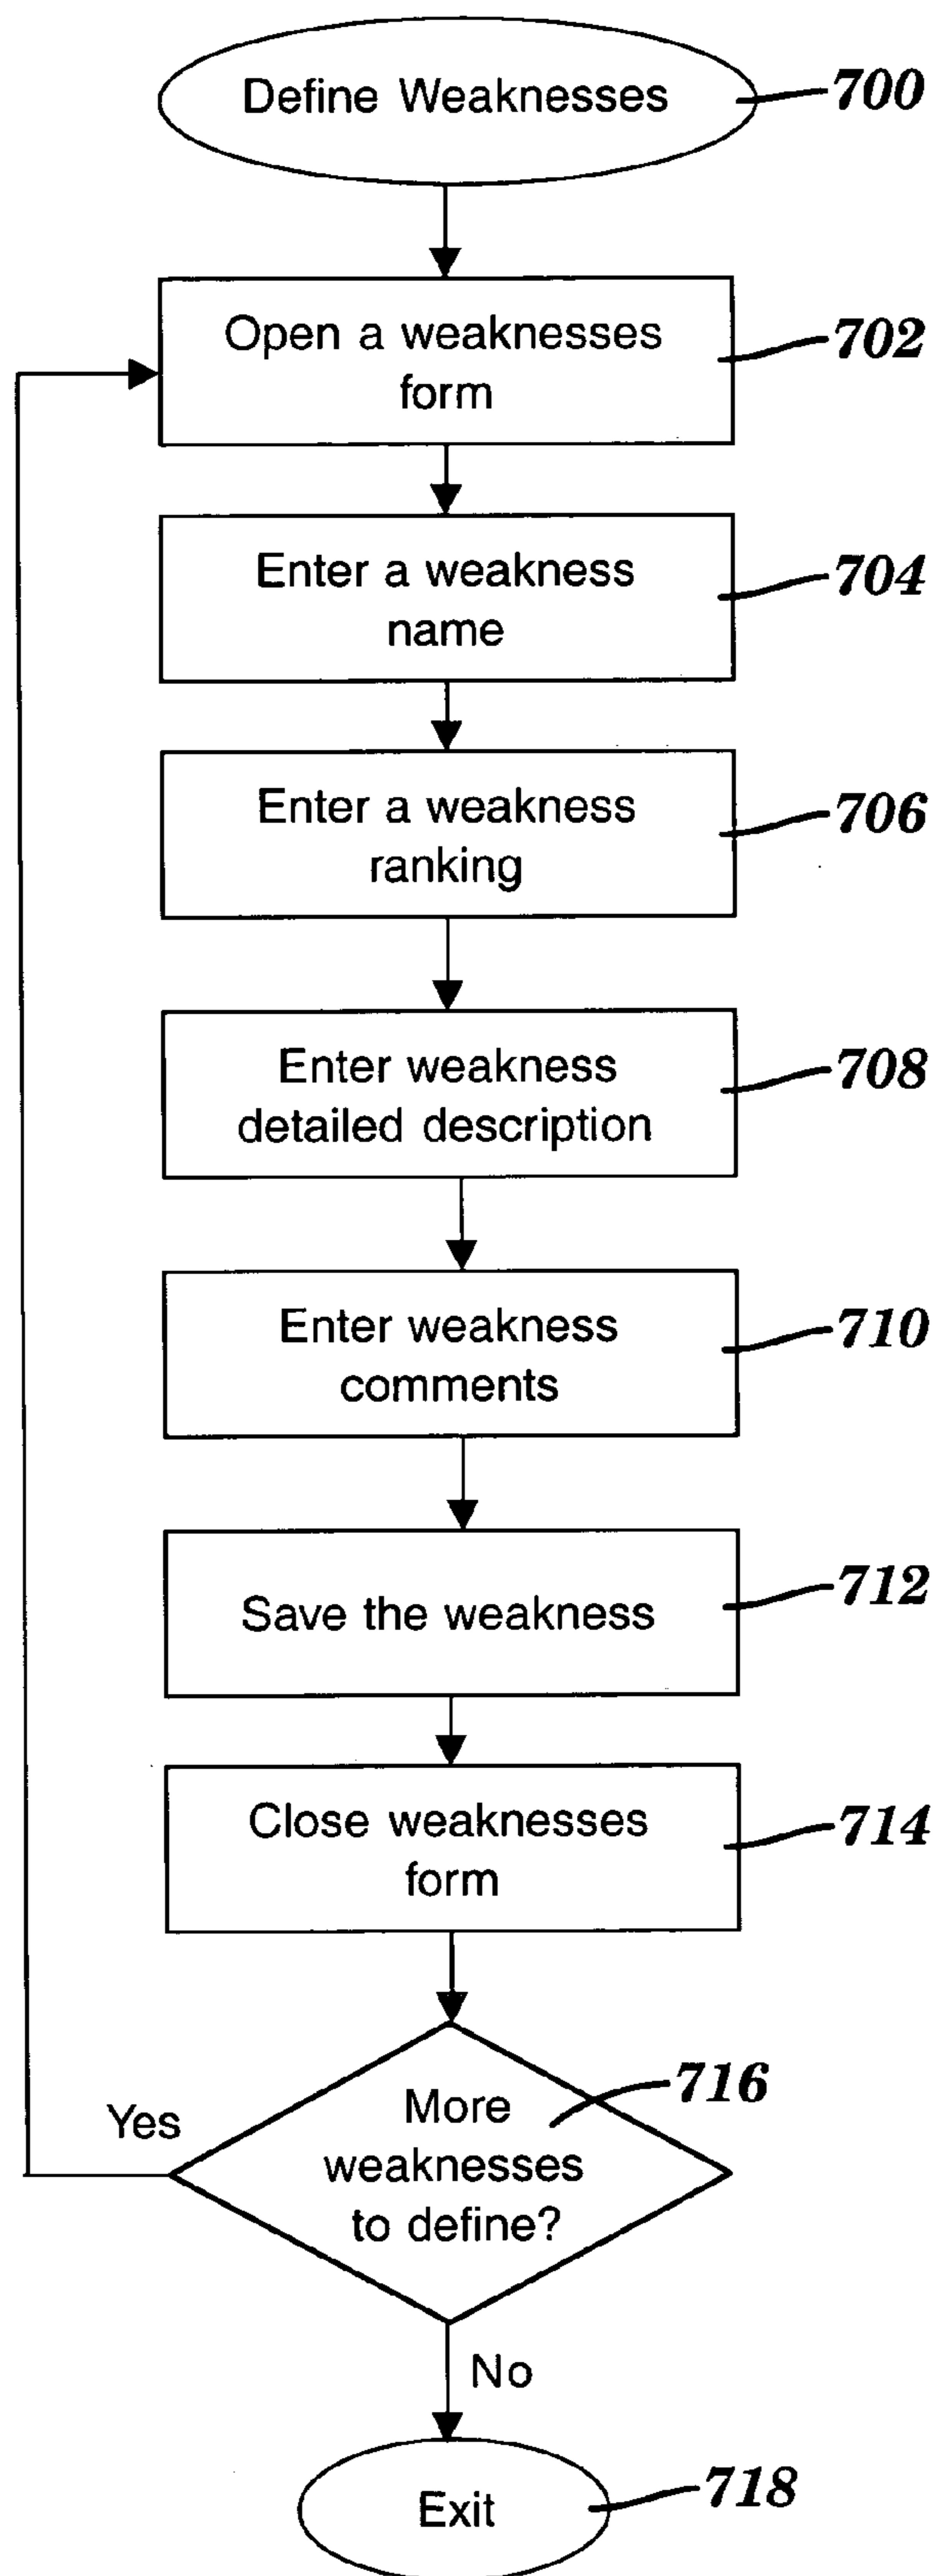 Define Weaknesses
700
Open a weaknesses
form
702
Enter a weakness
name
704
Enter a weakness
ranking
706
Enter weakness
detailed description
708
Enter weakness
comments
710
Save the weakness
712
Close weaknesses
form
714
More
weaknesses
to define?
716
Yes
No
Exit
718